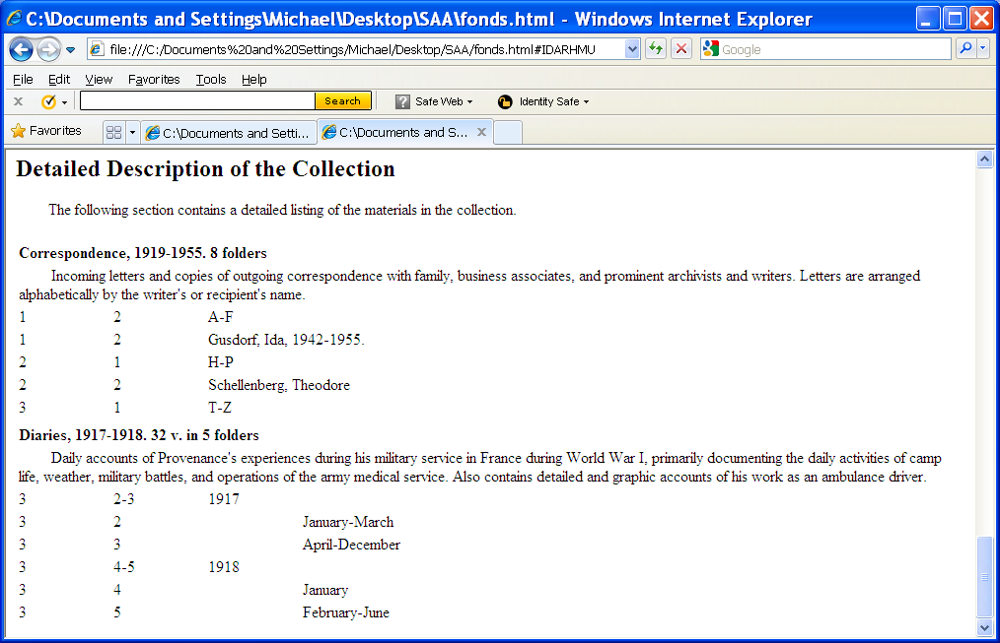 C:\Documents and Settings\Michael\Desktop\SAA\fonds.html - Windows Internet Explorer
file:///C:/Documents%20and%20Settings/Michael/Desktop/SAA/fonds.html#IDARHMU
Google
File Edit View Favorites Tools Help
Search Safe Web Identity Safe
Favorites C:\Documents and Setti... C:\Documents and S...
Detailed Description of the Collection
The following section contains a detailed listing of the materials in the collection.
Correspondence, 1919-1955. 8 folders
Incoming letters and copies of outgoing correspondence with family, business associates, and prominent archivists and writers. Letters are arranged
alphabetically by the writer's or recipient's name.
1 2 A-F
1 2 Gusdorf, Ida, 1942-1955.
2 1 H-P
2 2 Schellenberg, Theodore
3 1 T-Z
Diaries, 1917-1918. 32 v. in 5 folders
Daily accounts of Provenance's experiences during his military service in France during World War I, primarily documenting the daily activities of camp
life, weather, military battles, and operations of the army medical service. Also contains detailed and graphic accounts of his work as an ambulance driver.
3 2-3 1917
3 2 January-March
3 3 April-December
3 4-5 1918
3 4 January
3 5 February-June